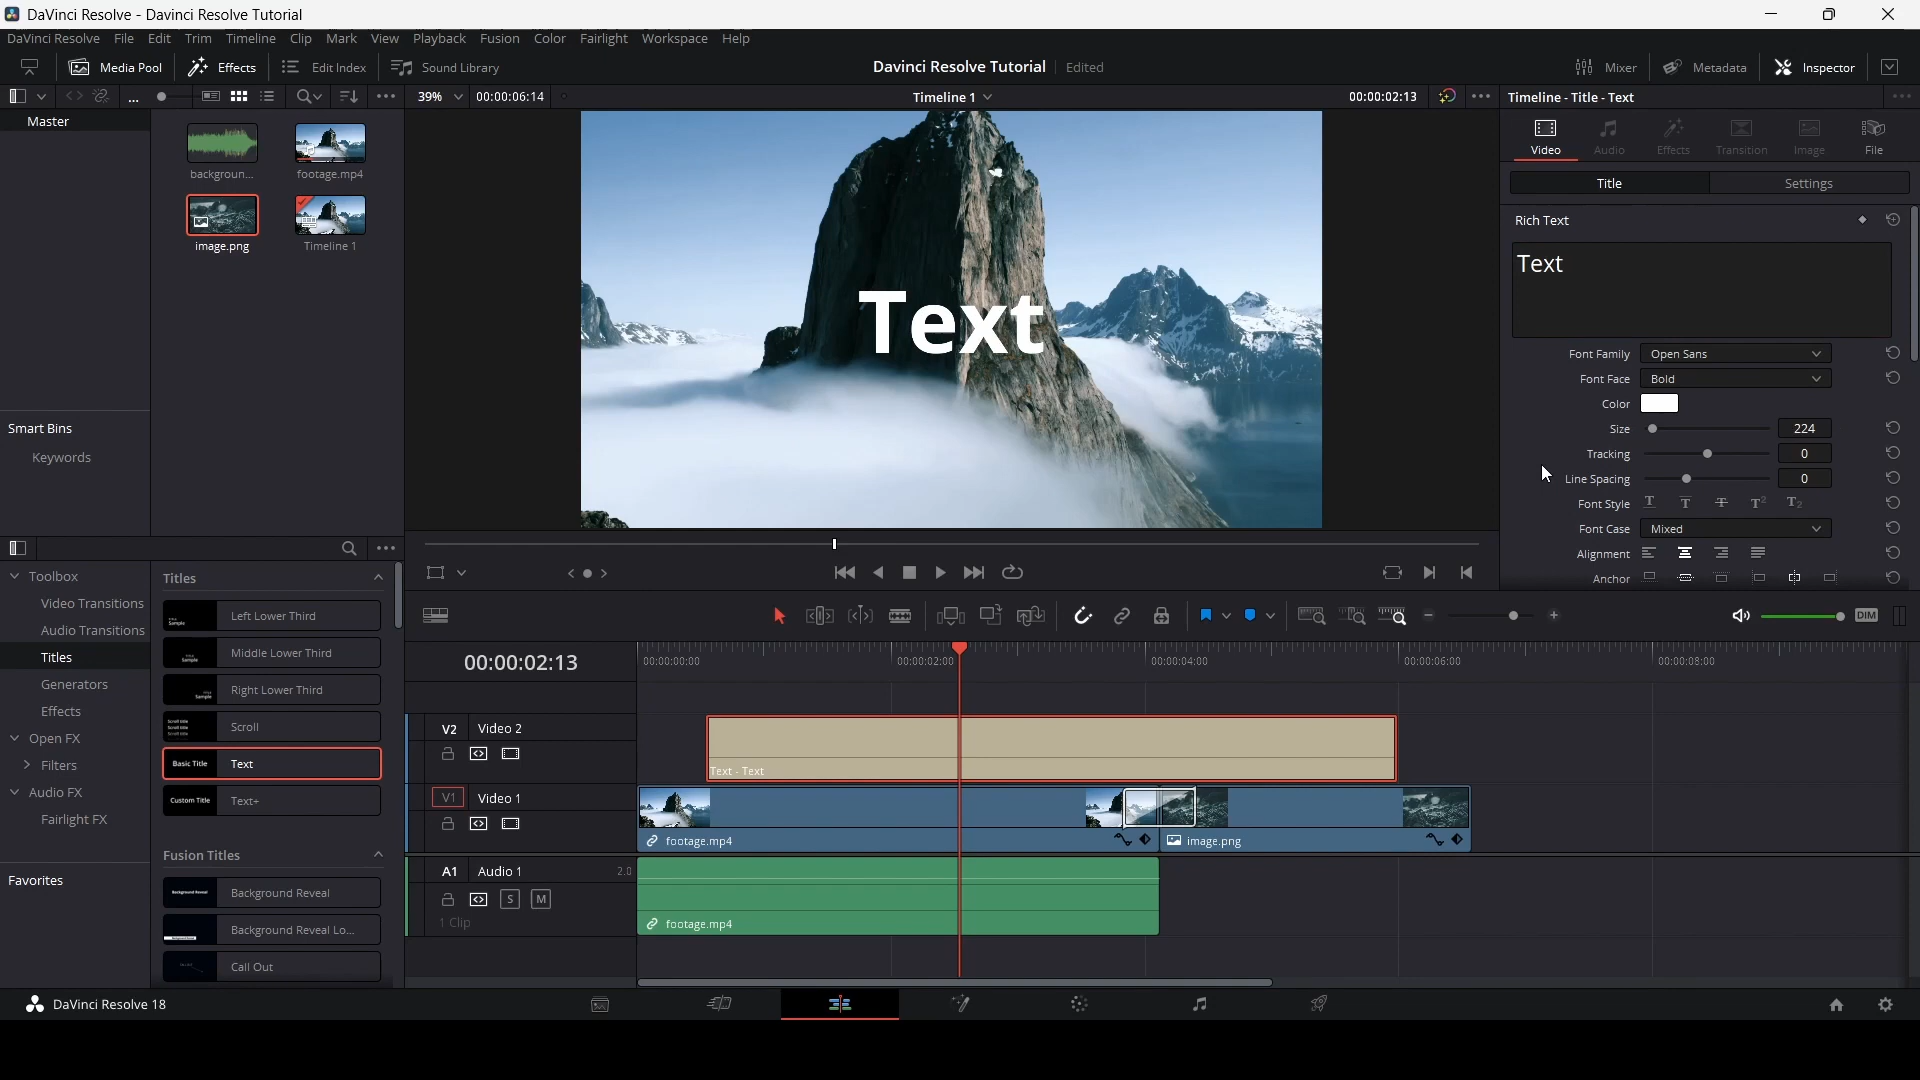 DaVinci Resolve - Davinci Resolve Tutorial
DaVinci Resolve File Edit Trim Timeline Clip Mark View Playback Fusion Color Fairlight Workspace Help
Media Pool Effects Edit Index Sound Library Davinci Resolve Tutorial Edited Mixer Metadata Inspector
39% 00:00:06:14 Timeline 1 00:00:02:13 Timeline - Title - Text
Master
backgroun... footage.mp4
image.png Timeline 1
Smart Bins
Keywords
Text
Video Audio Effects Transition Image File
Title Settings
Rich Text
Text
Font Family Open Sans
Font Face Bold
Color
Size 224
Tracking 0
Line Spacing 0
Font Style T T T T2 T2
Font Case Mixed
Alignment
Anchor
Toolbox
Video Transitions
Audio Transitions
Titles
Generators
Effects
Open FX
Filters
Audio FX
Fairlight FX
Favorites
Titles
Left Lower Third
Middle Lower Third
Right Lower Third
Scroll
Basic Title Text
Custom Title Text+
Fusion Titles
Background Reveal Background Reveal
Background Reveal Lo...
Call Out
DIM
00:00:02:13 00:00:00:00 00:00:02:00 00:00:04:00 00:00:06:00 00:00:08:00
V2 Video 2
Text - Text
V1 Video 1
footage.mp4 image.png
A1 Audio 1 2.0
S M
1 Clip
footage.mp4
DaVinci Resolve 18